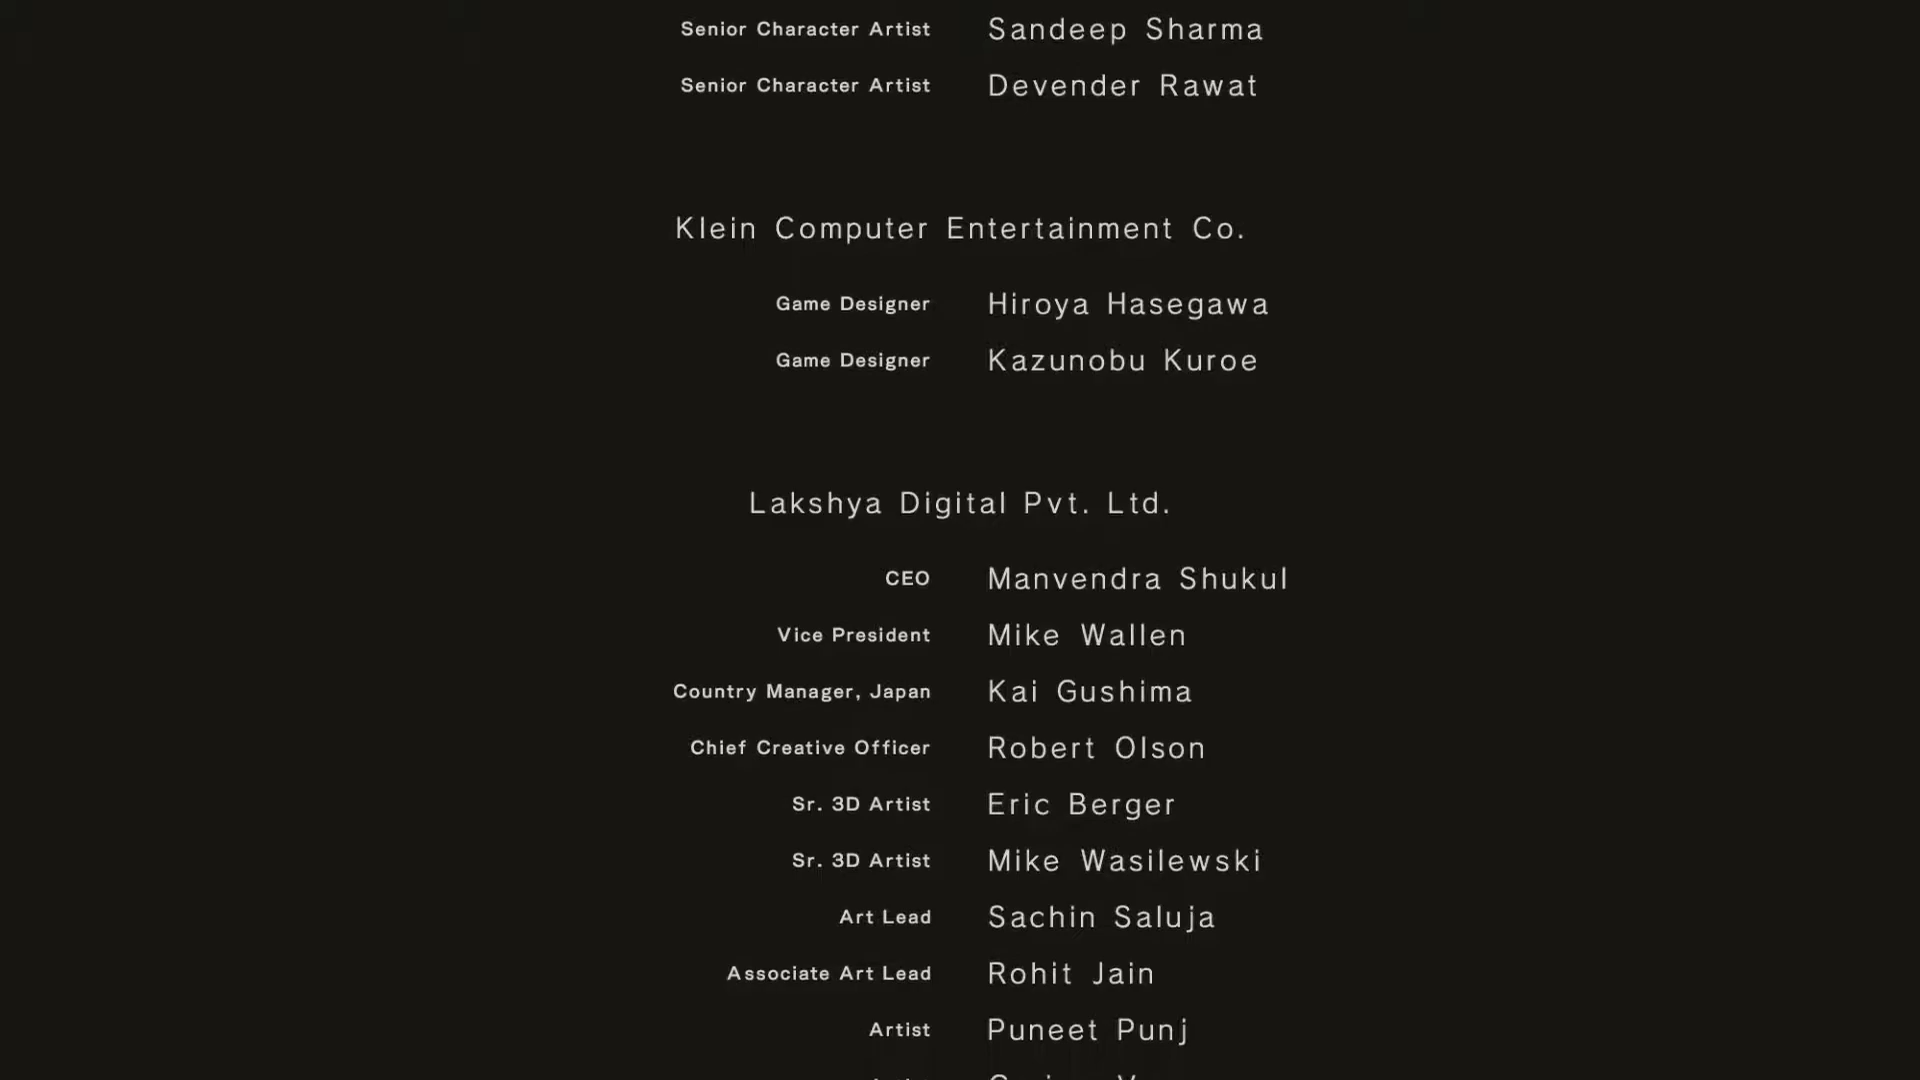 Senior Character Artist Sandeep Sharma
Senior Character Artist Devender Rawat
Klein Computer Entertainment Co.
Game Designer Hiroya Hasegawa
Game Designer Kazunobu Kuroe
Lakshya Digital Pvt. Ltd.
CEO Manvendra Shukul
Vice President Mike Wallen
Country Manager, Japan Kai Gushima
Chief Creative Officer Robert Olson
Sr. 3D Artist Eric Berger
Sr. 3D Artist Mike Wasilewski
Art Lead Sachin Saluja
Associate Art Lead Rohit Jain
Artist Puneet Punj